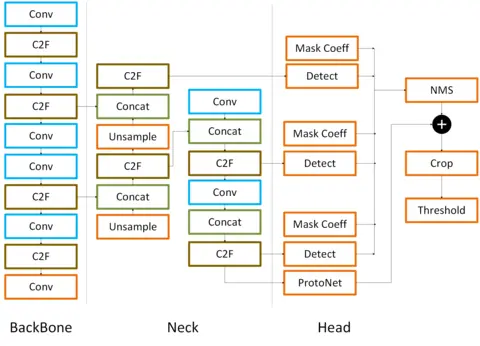 Conv
C2F
Conv
C2F
Conv
Conv
C2F
Conv
C2F
Conv
C2F
Concat
Unsample
C2F
Concat
Unsample
Conv
Concat
C2F
Conv
Concat
C2F
Mask Coeff
Detect
Mask Coeff
Detect
Mask Coeff
Detect
ProtoNet
NMS
+
Crop
Threshold
BackBone
Neck
Head